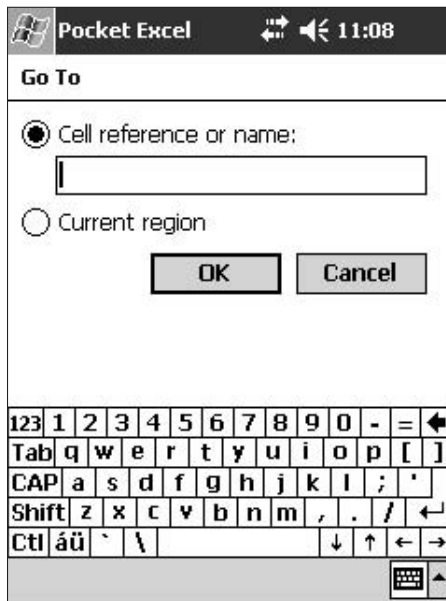 Pocket Excel 11:08
Go To
Cell reference or name:
Current region
OK Cancel
123 1 2 3 4 5 6 7 8 9 0 - =
Tab q w e r t y u i o p [ ]
CAP a s d f g h j k l ; '
Shift z x c v b n m , . /
Ctl áü ` \ ↓ ↑ ← →